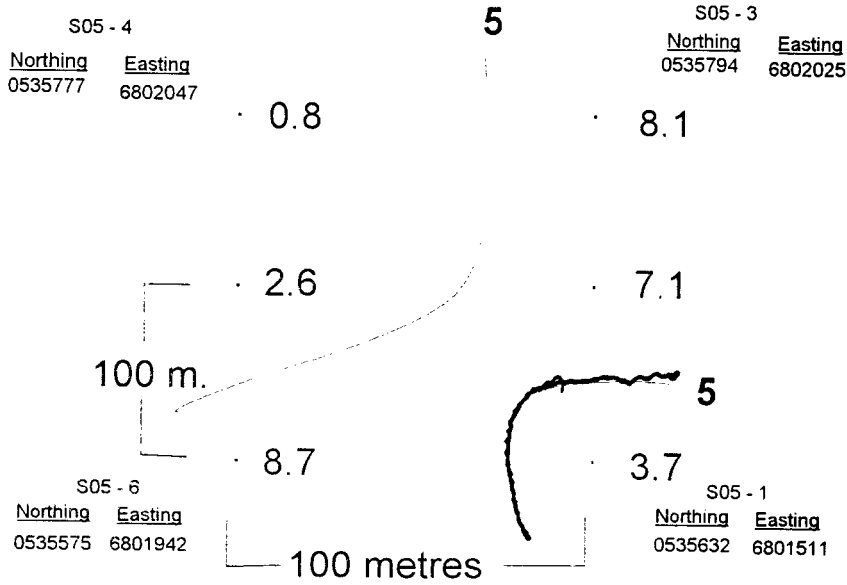 S05 - 4
Northing Easting
0535777 6802047
5
S05 - 3
Northing Easting
0535794 6802025
0.8
8.1
2.6
7.1
100 m.
5
8.7
3.7
S05 - 6
Northing Easting
0535575 6801942
S05 - 1
Northing Easting
0535632 6801511
100 metres